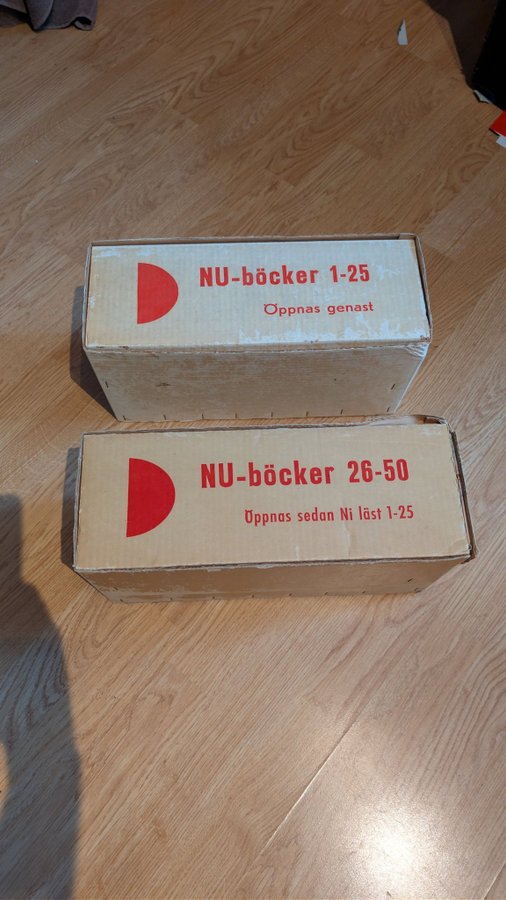 NU-böcker 1-25
Öppnas genast
NU-böcker 26-50
Öppnas sedan Ni läst 1-25